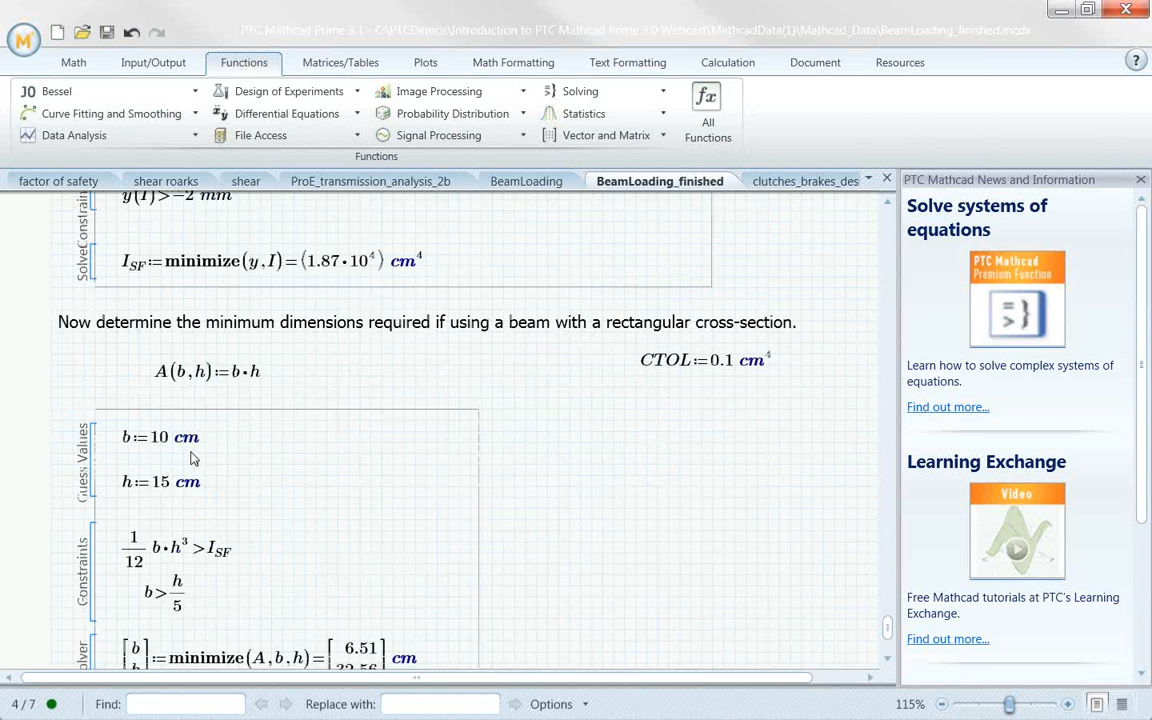 PTC Mathcad Prime 3.1 - C:\PTCDemos\Introduction to PTC Mathcad Prime 3.0 Webcast\MathcadData(1)\Mathcad_Data\BeamLoading_finished.mcdx
Math Input/Output Functions Matrices/Tables Plots Math Formatting Text Formatting Calculation Document Resources ?
J0 Bessel Design of Experiments Image Processing Solving fx
Curve Fitting and Smoothing Differential Equations Probability Distribution Statistics All
Data Analysis File Access Signal Processing Vector and Matrix Functions
Functions
factor of safety shear roarks shear ProE_transmission_analysis_2b BeamLoading BeamLoading_finished clutches_brakes_des PTC Mathcad News and Information
y(I)>−2 mm
I_SF:=minimize(y,I)=(1.87•10⁴) cm⁴
Now determine the minimum dimensions required if using a beam with a rectangular cross-section.
A(b,h):=b•h
CTOL:=0.1 cm⁴
Guess Values
b:=10 cm
h:=15 cm
Constraints
1
12
b•h³>I_SF
b>
h
5
b
:=minimize(A,b,h)=
6.51
cm
Solve systems of
equations
PTC Mathcad
Premium Function
Learn how to solve complex systems of
equations.
Find out more...
Learning Exchange
Video
Free Mathcad tutorials at PTC's Learning
Exchange.
Find out more...
4 / 7 Find: Replace with: Options 115%